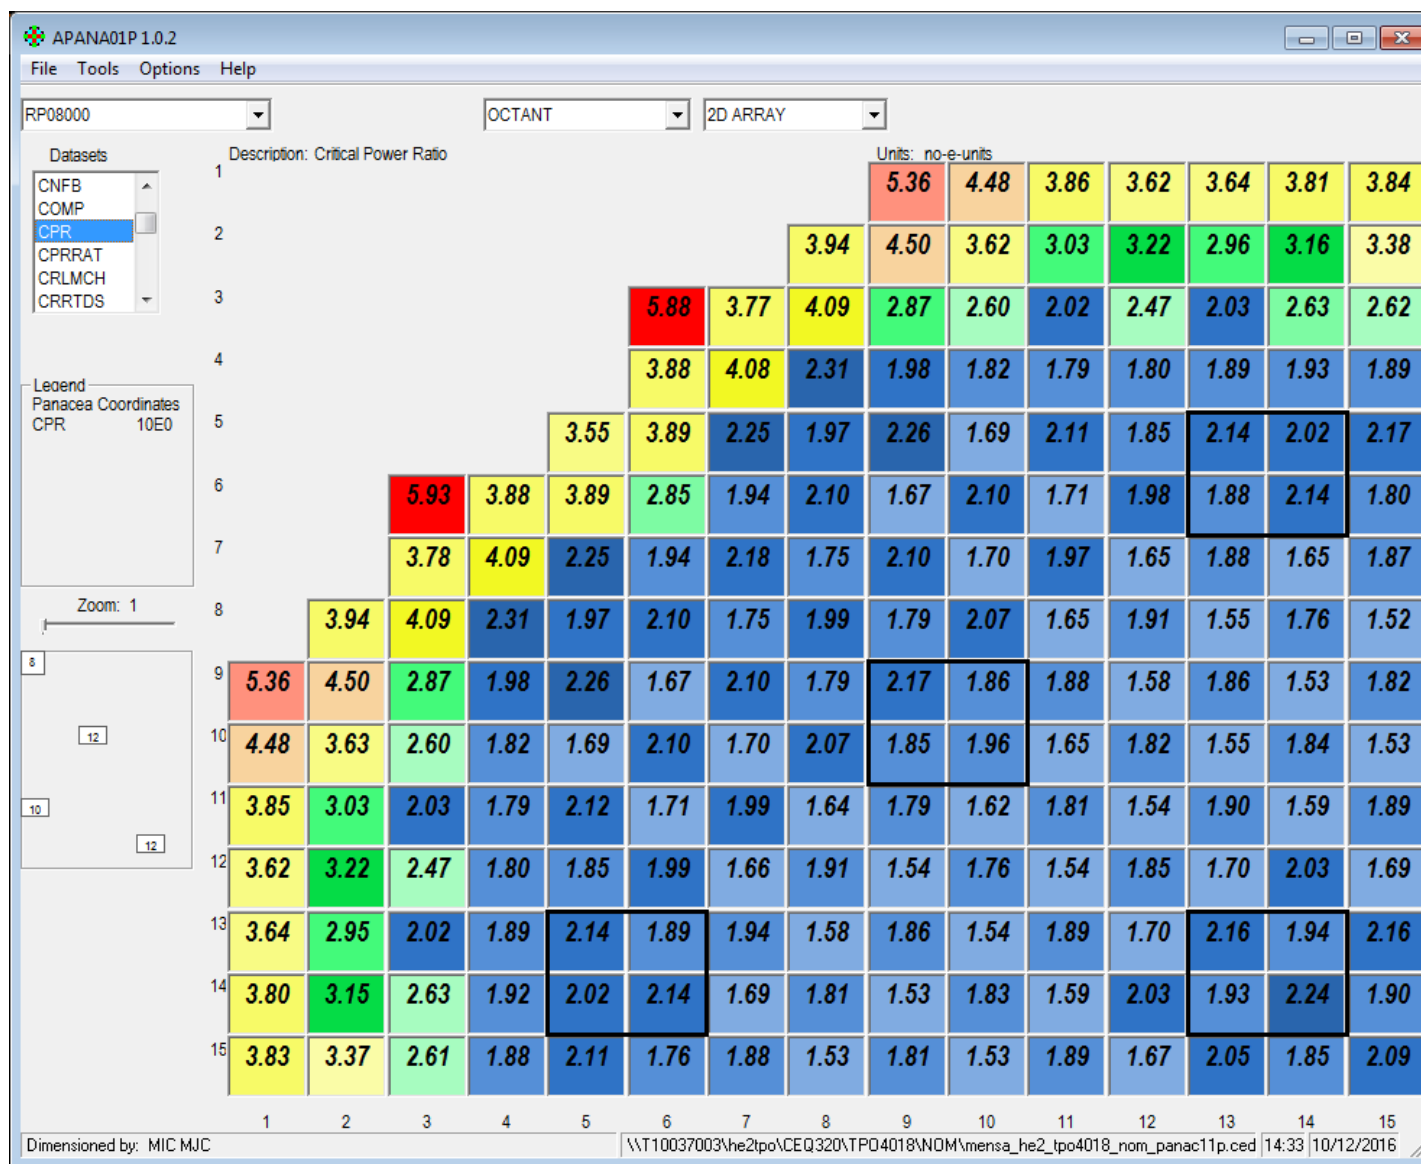 APANA01P 1.0.2
File Tools Options Help
RP08000 OCTANT 2D ARRAY
Datasets Description: Critical Power Ratio Units: no-e-units
CNFB
COMP
CPR
CPRRAT
CRLMCH
CRRTDS
Legend
Panacea Coordinates
CPR 10E0
Zoom: 1
8
12
10
12
1 5.36 4.48 3.86 3.62 3.64 3.81 3.84
2 3.94 4.50 3.62 3.03 3.22 2.96 3.16 3.38
3 5.88 3.77 4.09 2.87 2.60 2.02 2.47 2.03 2.63 2.62
4 3.88 4.08 2.31 1.98 1.82 1.79 1.80 1.89 1.93 1.89
5 3.55 3.89 2.25 1.97 2.26 1.69 2.11 1.85 2.14 2.02 2.17
6 5.93 3.88 3.89 2.85 1.94 2.10 1.67 2.10 1.71 1.98 1.88 2.14 1.80
7 3.78 4.09 2.25 1.94 2.18 1.75 2.10 1.70 1.97 1.65 1.88 1.65 1.87
8 3.94 4.09 2.31 1.97 2.10 1.75 1.99 1.79 2.07 1.65 1.91 1.55 1.76 1.52
9 5.36 4.50 2.87 1.98 2.26 1.67 2.10 1.79 2.17 1.86 1.88 1.58 1.86 1.53 1.82
10 4.48 3.63 2.60 1.82 1.69 2.10 1.70 2.07 1.85 1.96 1.65 1.82 1.55 1.84 1.53
11 3.85 3.03 2.03 1.79 2.12 1.71 1.99 1.64 1.79 1.62 1.81 1.54 1.90 1.59 1.89
12 3.62 3.22 2.47 1.80 1.85 1.99 1.66 1.91 1.54 1.76 1.54 1.85 1.70 2.03 1.69
13 3.64 2.95 2.02 1.89 2.14 1.89 1.94 1.58 1.86 1.54 1.89 1.70 2.16 1.94 2.16
14 3.80 3.15 2.63 1.92 2.02 2.14 1.69 1.81 1.53 1.83 1.59 2.03 1.93 2.24 1.90
15 3.83 3.37 2.61 1.88 2.11 1.76 1.88 1.53 1.81 1.53 1.89 1.67 2.05 1.85 2.09
1 2 3 4 5 6 7 8 9 10 11 12 13 14 15
Dimensioned by: MIC MJC \\T10037003\he2tpo\CEQ320\TPO4018\NOM\mensa_he2_tpo4018_nom_panac11p.ced 14:33 10/12/2016